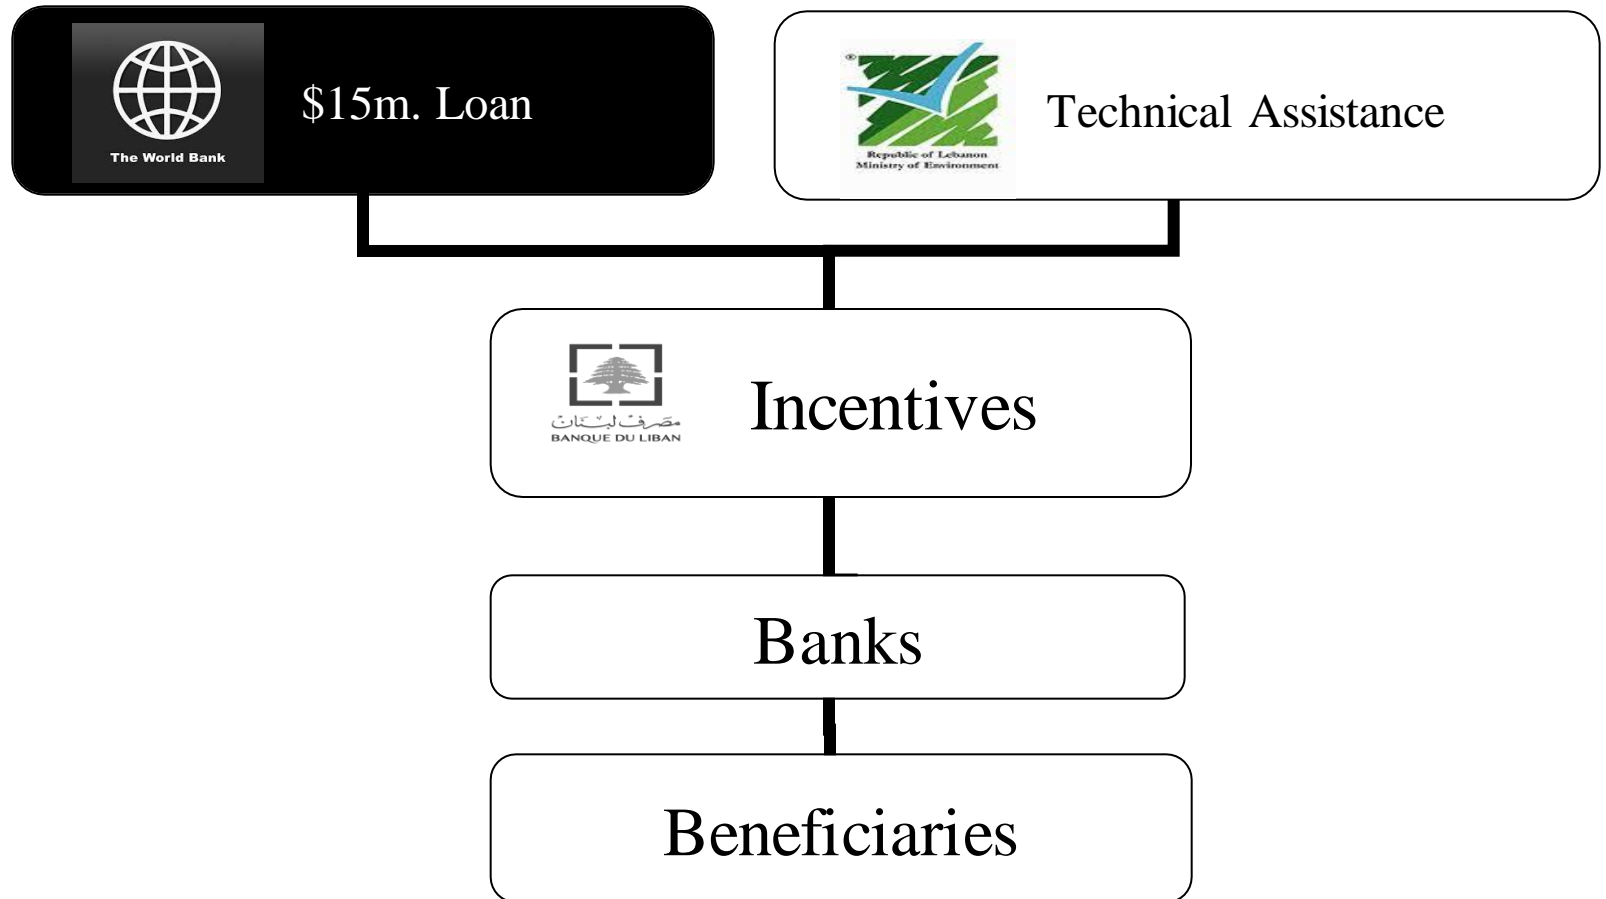 The World Bank
$15m. Loan
®
Republic of Lebanon
Ministry of Environment
Technical Assistance
مصرف لبنان
BANQUE DU LIBAN
Incentives
Banks
Beneficiaries